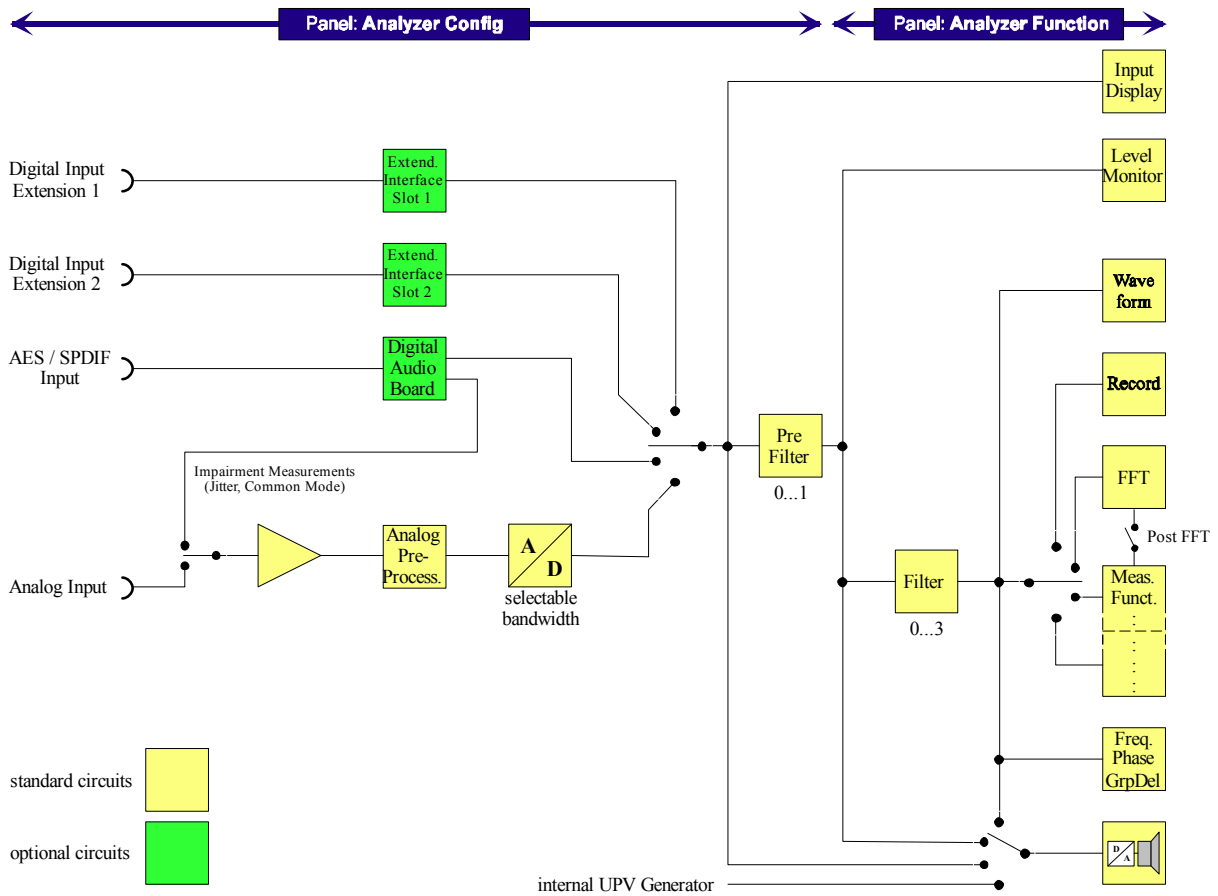 Panel: Analyzer Config
Panel: Analyzer Function
Input
Display
Digital Input
Extension 1
Extend.
Interface
Slot 1
Level
Monitor
Digital Input
Extension 2
Extend.
Interface
Slot 2
Wave
form
AES / SPDIF
Input
Digital
Audio
Board
Record
Pre
Filter
0...1
Impairment Measurements
(Jitter, Common Mode)
FFT
Post FFT
Analog Input
Analog
Pre-
Process.
A
D
selectable
bandwidth
Filter
0...3
Meas.
Funct.
standard circuits
Freq.
Phase
GrpDel
optional circuits
D
A
internal UPV Generator